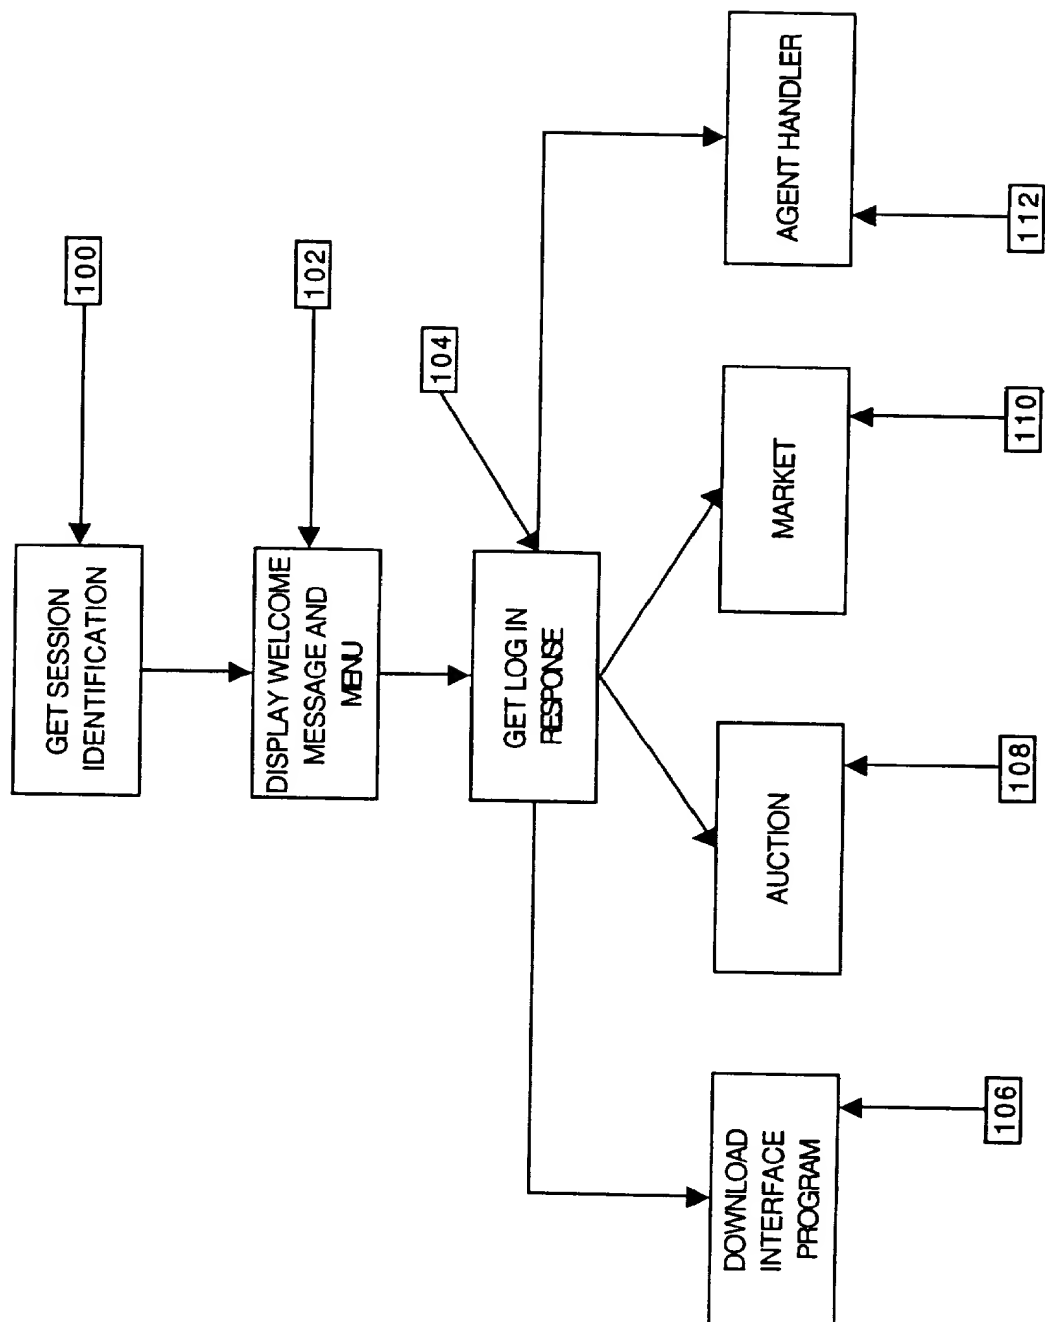 GET SESSION
IDENTIFICATION
100
DISPLAY WELCOME
MESSAGE AND
MENU
102
GET LOG IN
RESPONSE
104
DOWNLOAD
INTERFACE
PROGRAM
106
AUCTION
108
MARKET
110
AGENT HANDLER
112